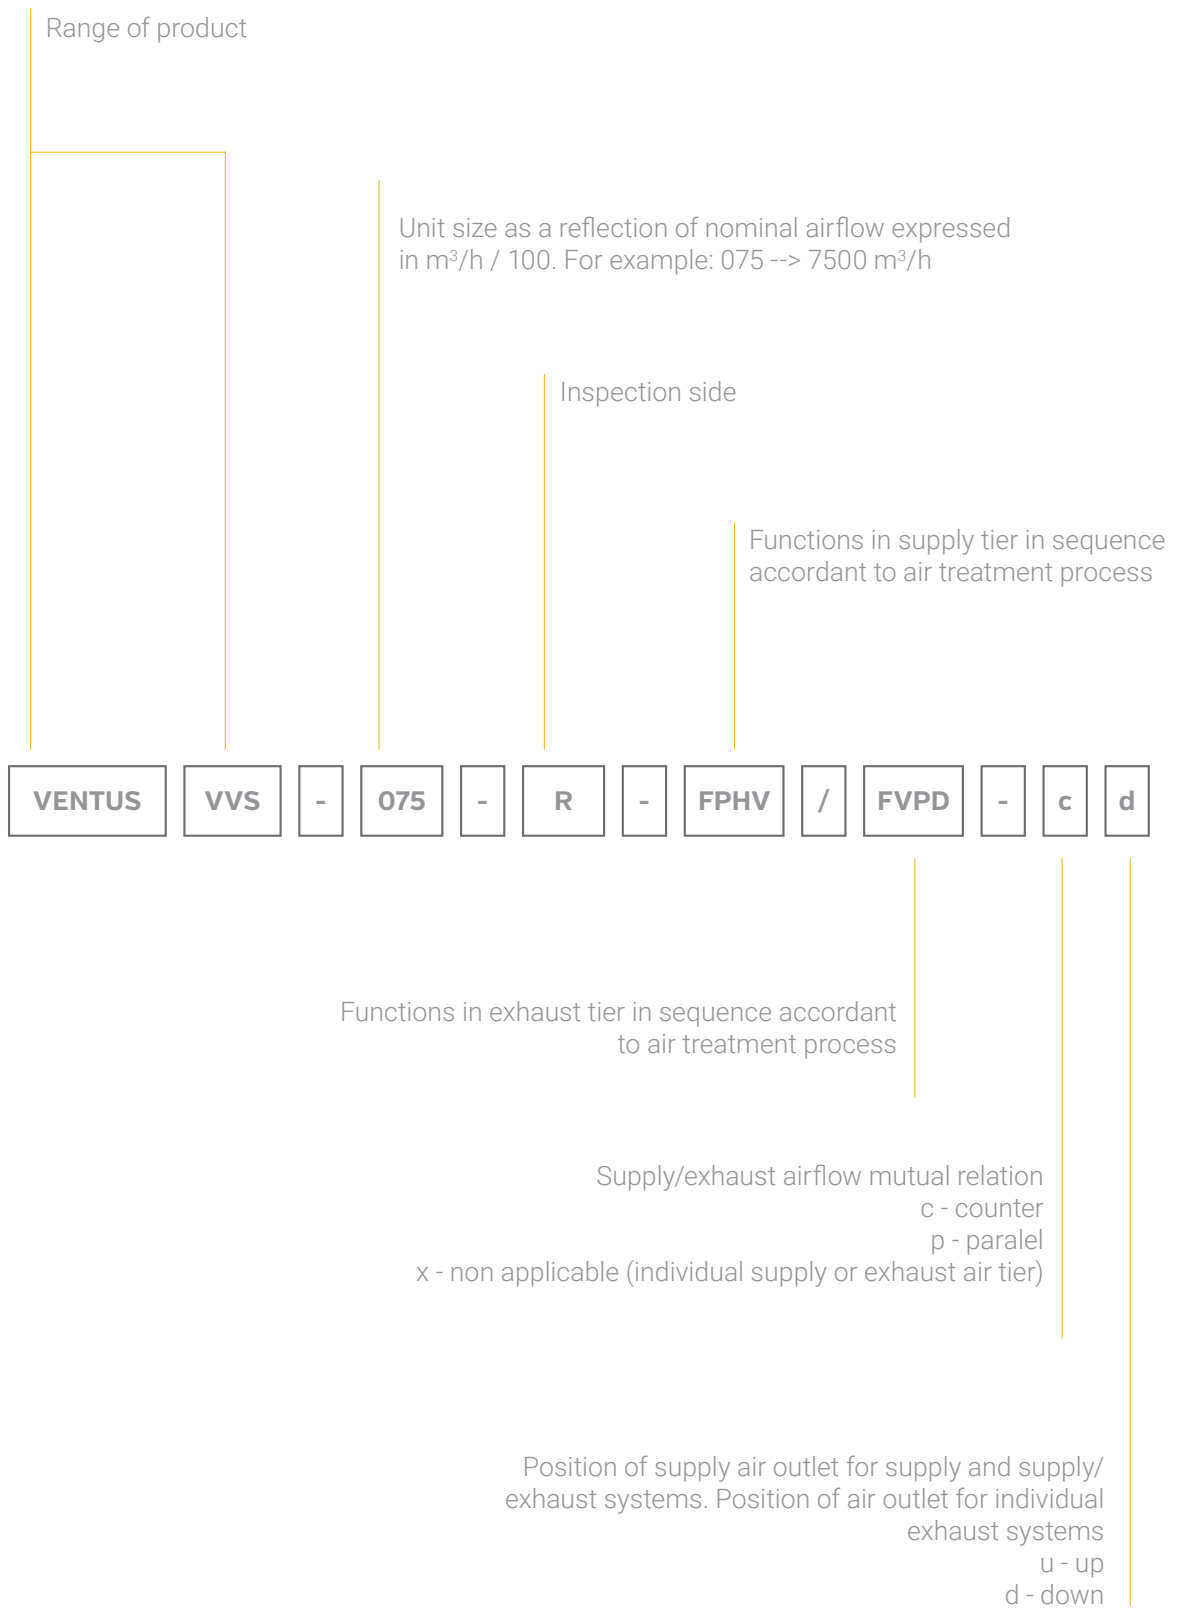 Range of product
Unit size as a reflection of nominal airflow expressed
in m³/h / 100. For example: 075 --> 7500 m³/h
Inspection side
Functions in supply tier in sequence
accordant to air treatment process
VENTUS VVS - 075 - R - FPHV / FVPD - c d
Functions in exhaust tier in sequence accordant
to air treatment process
Supply/exhaust airflow mutual relation
c - counter
p - paralel
x - non applicable (individual supply or exhaust air tier)
Position of supply air outlet for supply and supply/
exhaust systems. Position of air outlet for individual
exhaust systems
u - up
d - down